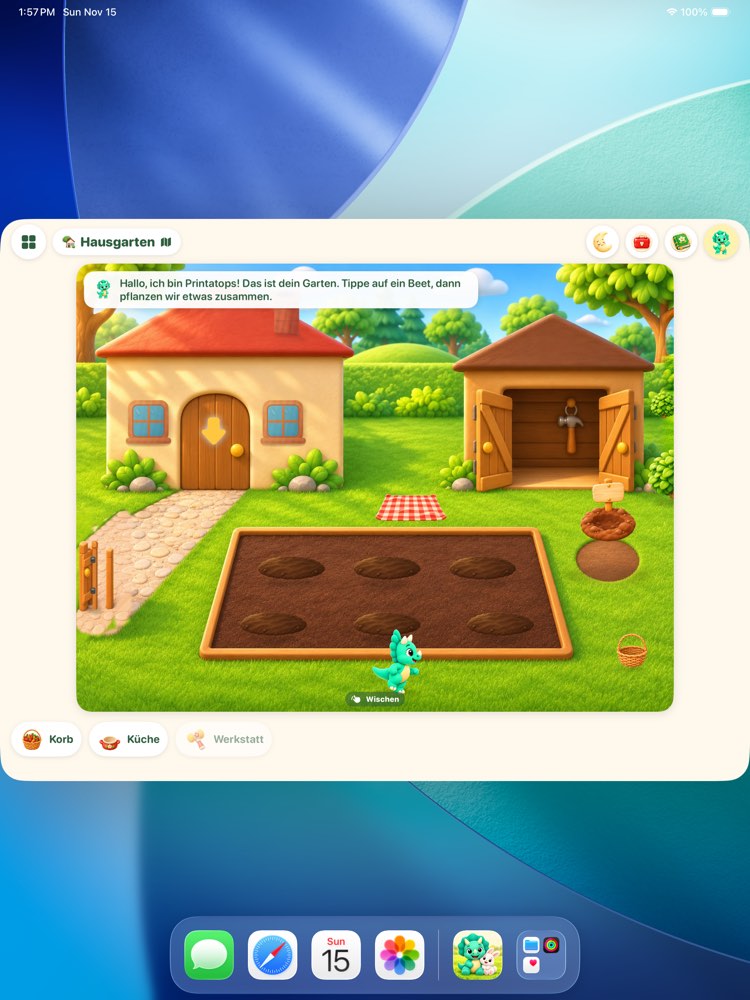 1:57 PM Sun Nov 15
100%
Hausgarten
Hallo, ich bin Printatops! Das ist dein Garten. Tippe auf ein Beet, dann
pflanzen wir etwas zusammen.
Wischen
Korb
Küche
Werkstatt
Sun
15